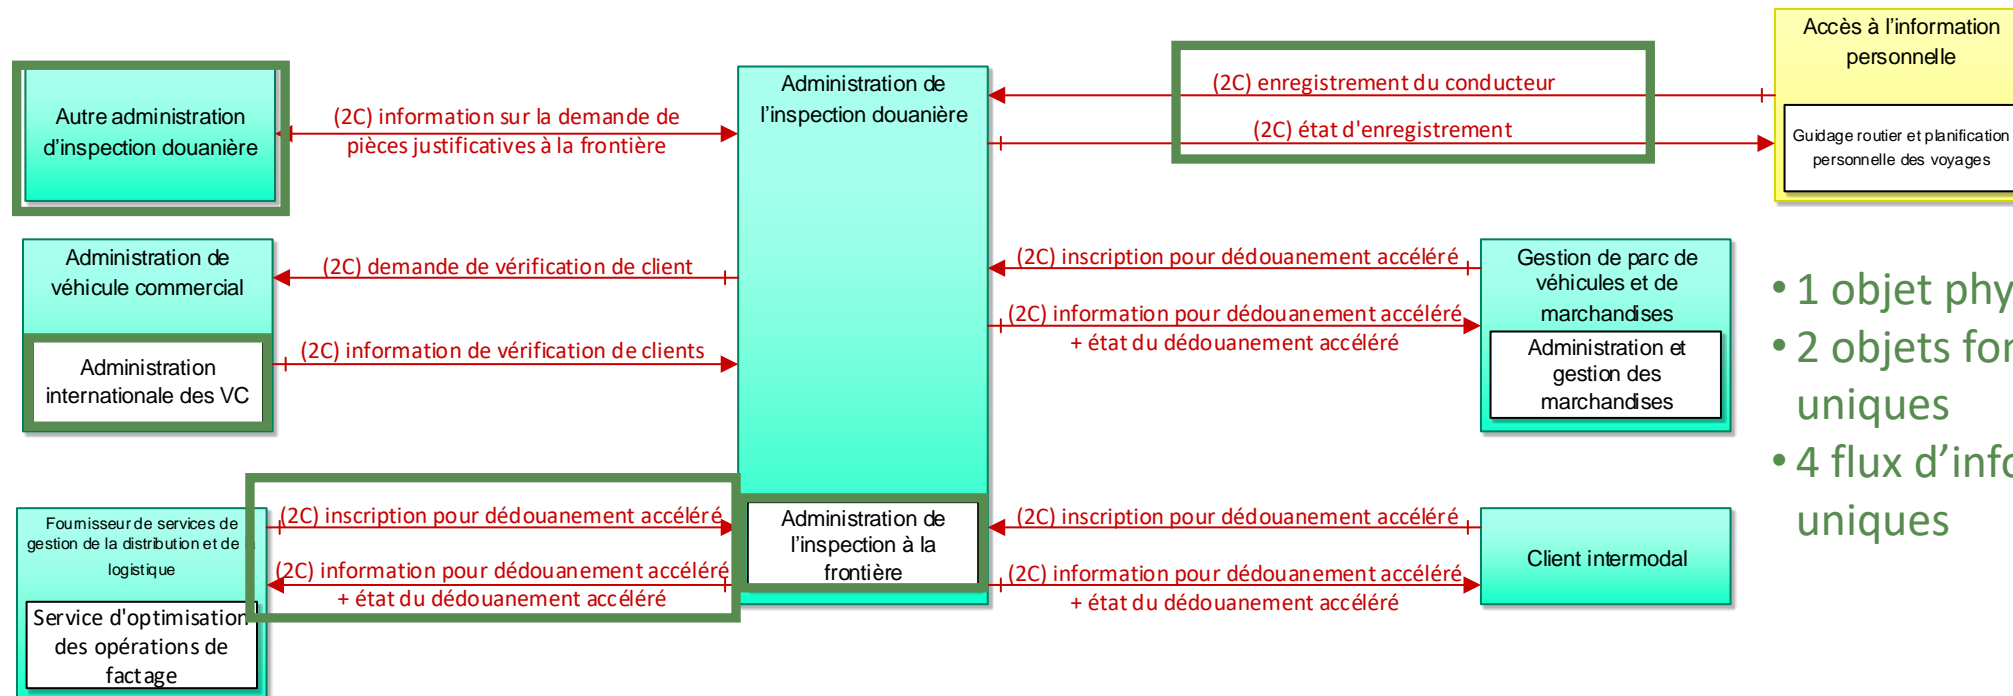 Accès à l'information
personnelle
Guidage routier et planification
personnelle des voyages
Autre administration
d'inspection douanière
(2C) information sur la demande de
pièces justificatives à la frontière
Administration de
l'inspection douanière
(2C) enregistrement du conducteur
(2C) état d'enregistrement
Administration de
véhicule commercial
Administration
internationale des VC
(2C) demande de vérification de client
(2C) information de vérification de clients
(2C) inscription pour dédouanement accéléré
(2C) information pour dédouanement accéléré
+ état du dédouanement accéléré
Gestion de parc de
véhicules et de
marchandises
Administration et
gestion des
marchandises
• 1 objet phy
• 2 objets
uniques
• 4 flux
uniques
Fournisseur de services de
gestion de la distribution et de
logistique
Service d'optimisation
des opérations de
factage
(2C) inscription pour dédouanement accéléré
(2C) information pour dédouanement accéléré
+ état du dédouanement accéléré
Administration de
l'inspection à la
frontière
(2C) inscription pour dédouanement accéléré
(2C) information pour dédouanement accéléré
+ état du dédouanement accéléré
Client intermodal